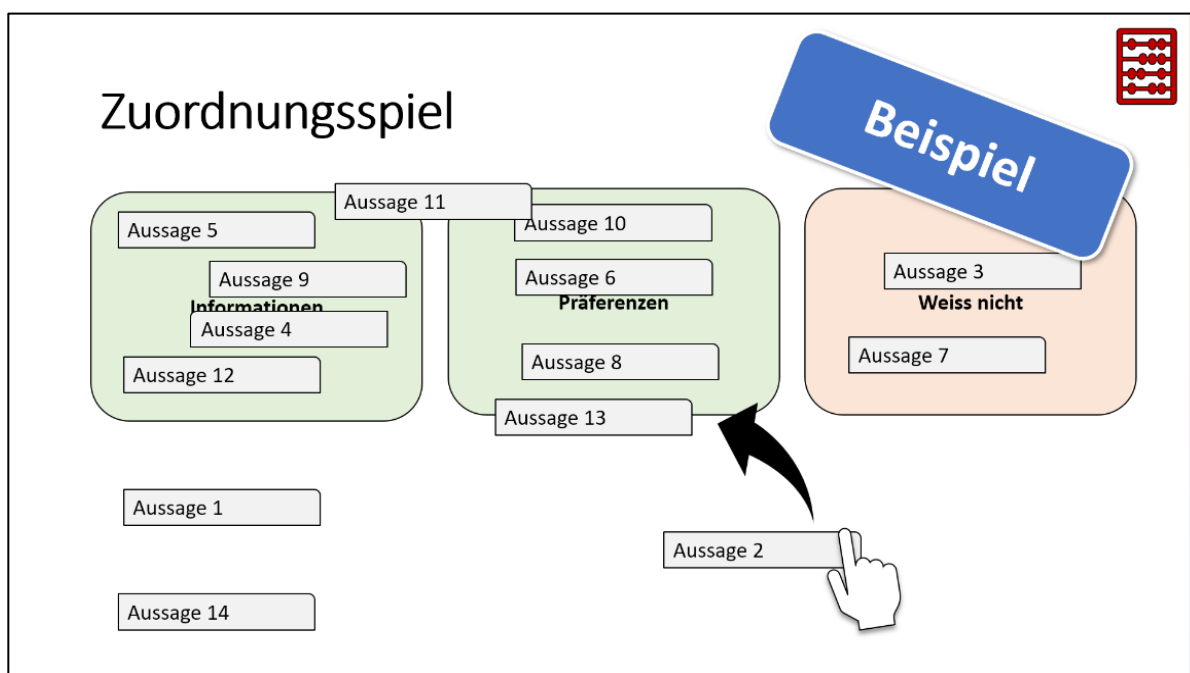 Zuordnungsspiel
Beispiel
Aussage 11
Aussage 5
Aussage 9
Informationen
Aussage 4
Aussage 12
Aussage 10
Aussage 6
Präferenzen
Aussage 8
Aussage 13
Aussage 3
Weiss nicht
Aussage 7
Aussage 1
Aussage 2
Aussage 14